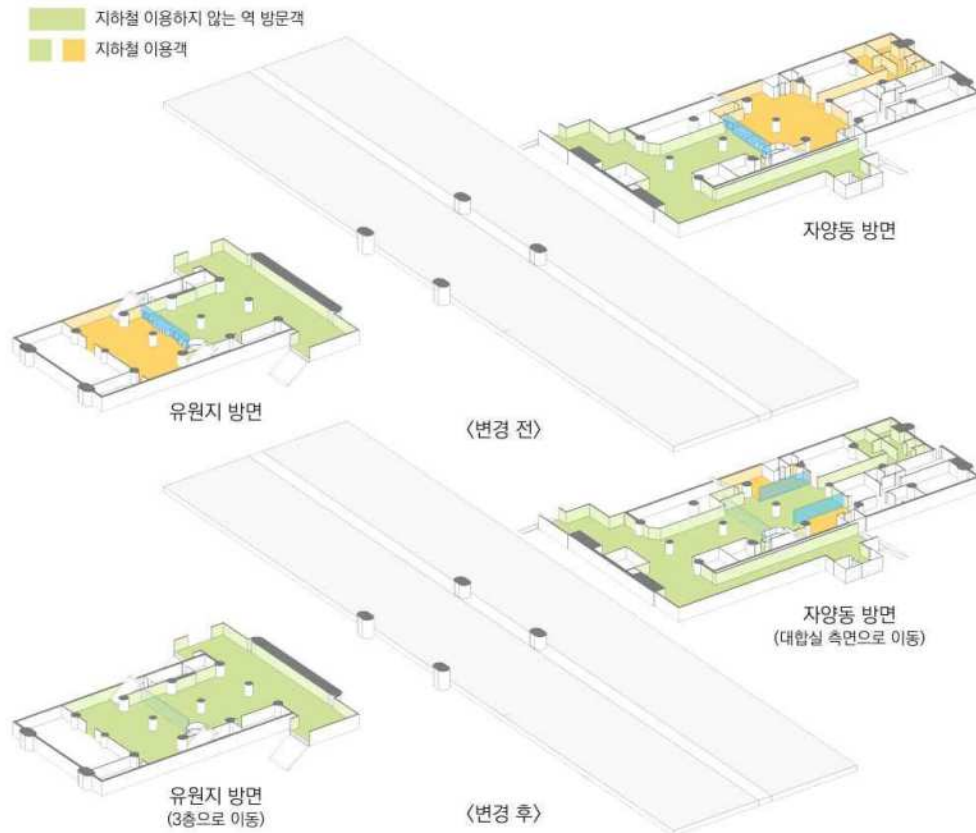 지하철 이용하지 않는 역 방문객
지하철 이용객
자양동 방면
유원지 방면
〈변경 전〉
자양동 방면
(대합실 측면으로 이동)
유원지 방면
(3층으로 이동)
〈변경 후〉